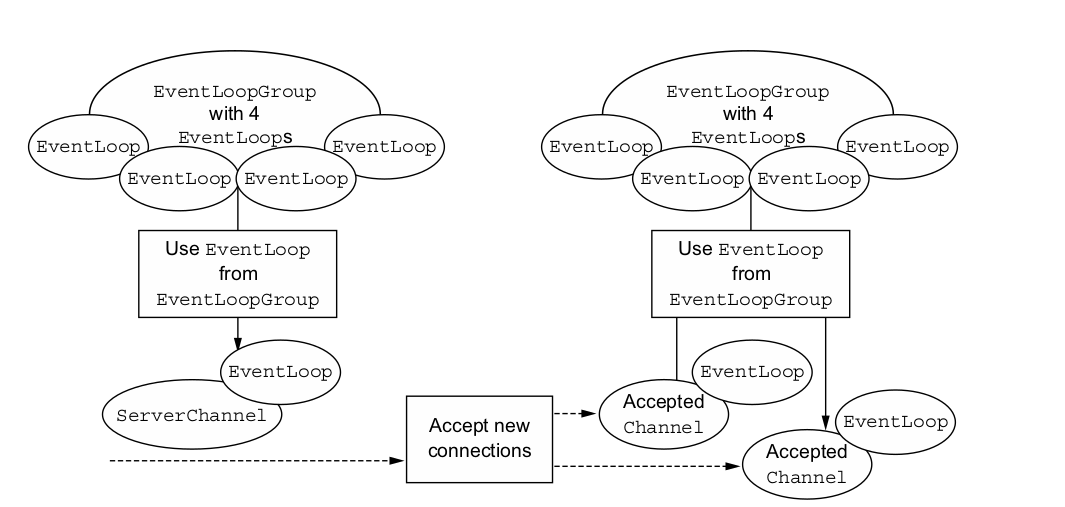 EventLoopGroup
with 4
EventLoops
EventLoop
EventLoop
EventLoop
EventLoop
Use EventLoop
from
EventLoopGroup
EventLoop
ServerChannel
Accept new
connections
EventLoopGroup
with 4
EventLoops
EventLoop
EventLoop
EventLoop
EventLoop
Use EventLoop
from
EventLoopGroup
EventLoop
Accepted
Channel
EventLoop
Accepted
Channel